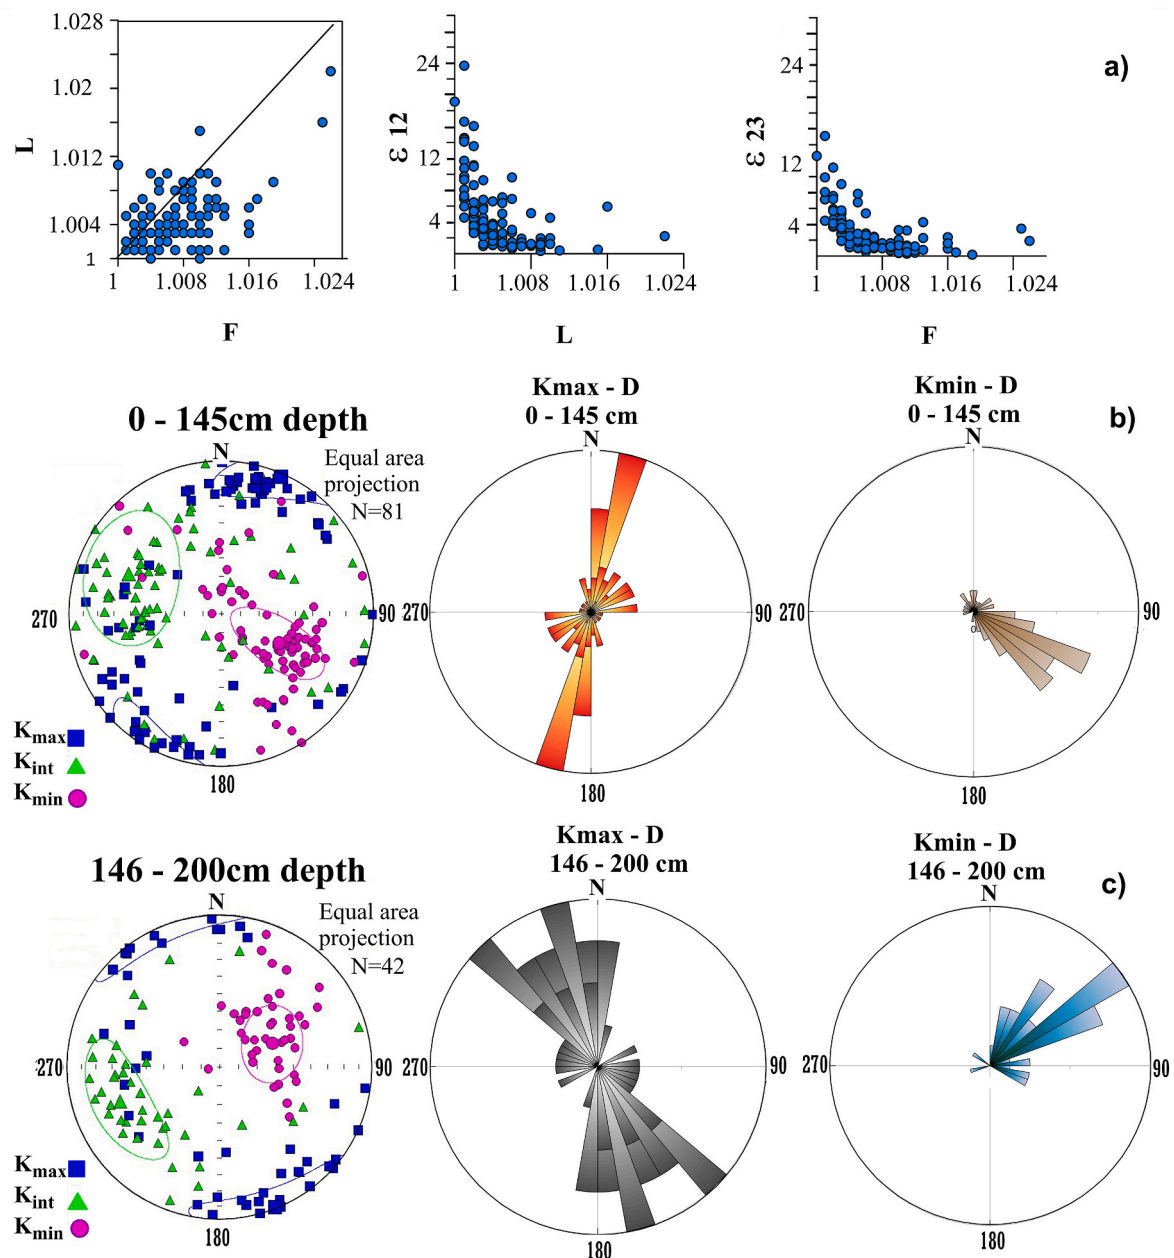 1.028
1.02
1.012
1.004
1
L
1
1.008
1.016
1.024
F
24
12
4
ε 12
1
1.008
1.016
1.024
L
24
12
4
ε 23
1
1.008
1.016
1.024
F
a)
0 - 145cm depth
N
Equal area
projection
N=81
270
90
180
Kmax
Kint
Kmin
Kmax - D
0 - 145 cm
N
270
90
180
Kmin - D
0 - 145 cm
N
270
90
180
b)
146 - 200cm depth
N
Equal area
projection
N=42
270
90
180
Kmax
Kint
Kmin
Kmax - D
146 - 200 cm
N
270
90
180
Kmin - D
146 - 200 cm
N
270
90
180
c)